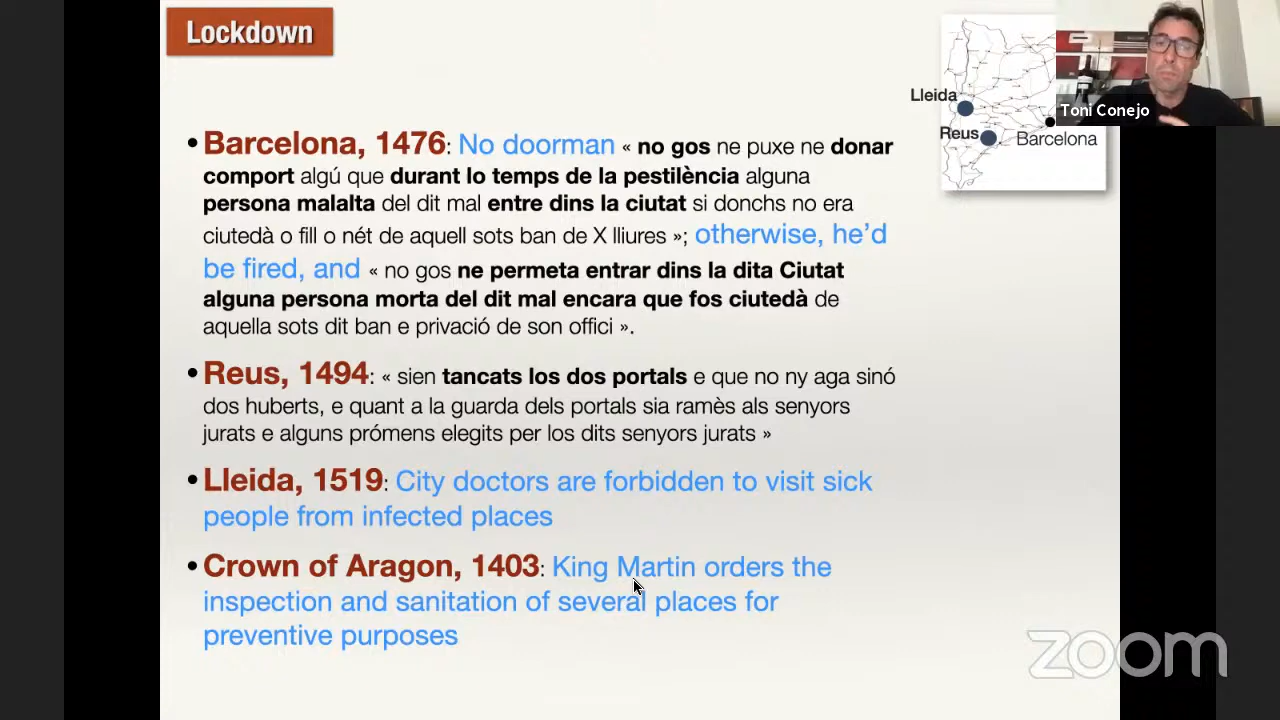 Lockdown
Lleida
Reus
Barcelona
Toni Conejo
• Barcelona, 1476: No doorman « no gos ne puxe ne donar
comport algú que durant lo temps de la pestilència alguna
persona malalta del dit mal entre dins la ciutat si donchs no era
ciutedà o fill o nét de aquell sots ban de X lliures »; otherwise, he’d
be fired, and « no gos ne permeta entrar dins la dita Ciutat
alguna persona morta del dit mal encara que fos ciutedà de
aquella sots dit ban e privació de son offici ».
• Reus, 1494: « sien tancats los dos portals e que no ny aga sinó
dos huberts, e quant a la guarda dels portals sia ramès als senyors
jurats e alguns prómens elegits per los dits senyors jurats »
• Lleida, 1519: City doctors are forbidden to visit sick
people from infected places
• Crown of Aragon, 1403: King Martin orders the
inspection and sanitation of several places for
preventive purposes
zoom